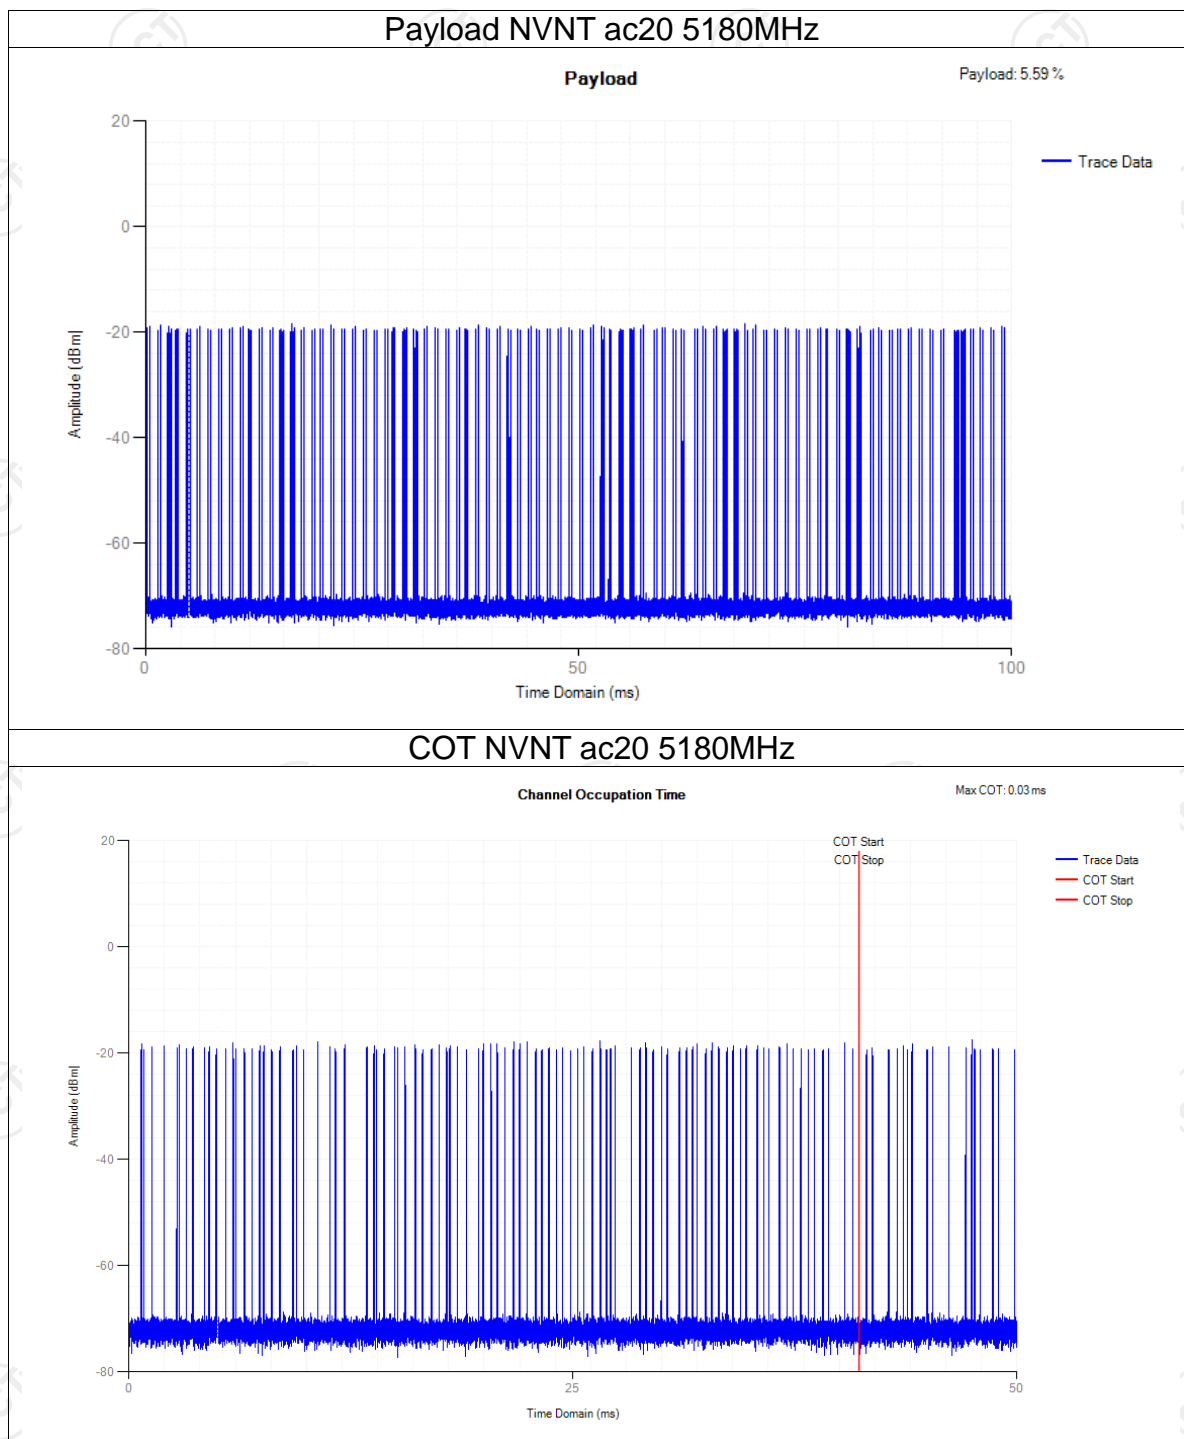 Payload NVNT ac20 5180MHz
Payload
Payload: 5.59 %
20
0
-20
-40
-60
-80
Amplitude [dBm]
Trace Data
0
50
100
Time Domain (ms)
COT NVNT ac20 5180MHz
Channel Occupation Time
Max COT: 0.03 ms
COT Start
COT Stop
20
0
-20
-40
-60
-80
Amplitude [dBm]
Trace Data
COT Start
COT Stop
0
25
50
Time Domain (ms)